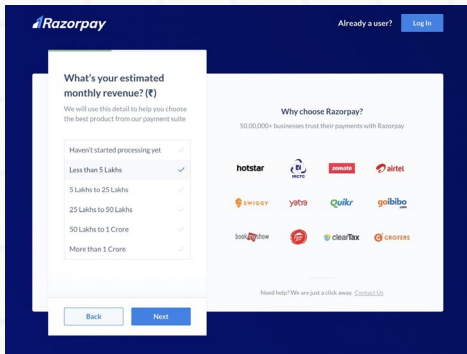 Razorpay
Already a user?
Log In
What's your estimated
monthly revenue? (₹)
We will use this detail to help you choose
the best product from our payment suite
Haven't started processing yet
Less than 5 Lakhs
5 Lakhs to 25 Lakhs
25 Lakhs to 50 Lakhs
50 Lakhs to 1 Crore
More than 1 Crore
Back
Next
Why choose Razorpay?
50,00,000+ businesses trust their payments with Razorpay
hotstar
IRCTC
zomato
airtel
SWIGGY
yatra
Quikr
goibibo
.com
bookmyshow
clearTax
GROFERS
Need help? We are just a click away. Contact Us